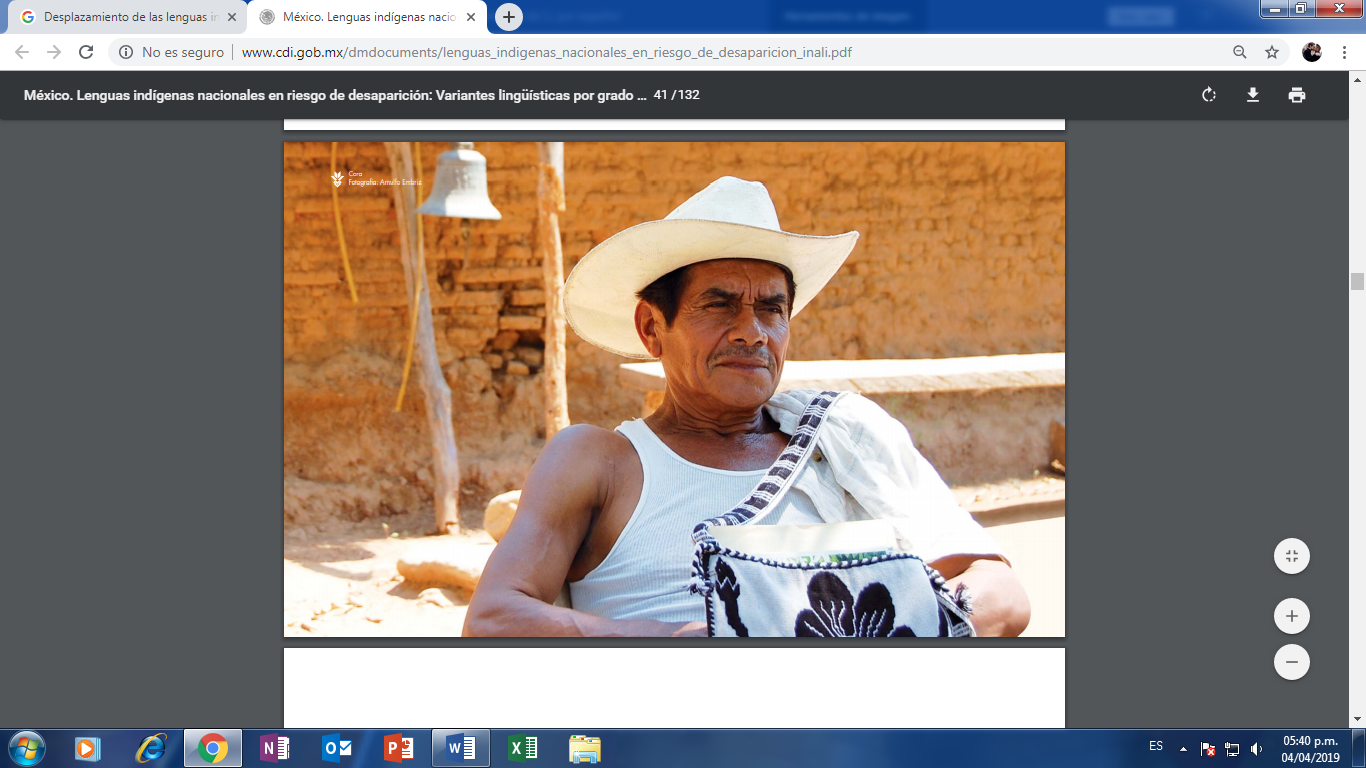 Desplazamiento de las lenguas in
México. Lenguas indígenas nacio
No es seguro
www.cdi.gob.mx/dmdocuments/lenguas_indigenas_nacionales_en_riesgo_de_desaparicion_inali.pdf
México. Lenguas indígenas nacionales en riesgo de desaparición: Variantes lingüísticas por grado ... 41 / 132
Cora
Fotografía: Arnulfo Embriz
ES
05:40 p.m.
04/04/2019